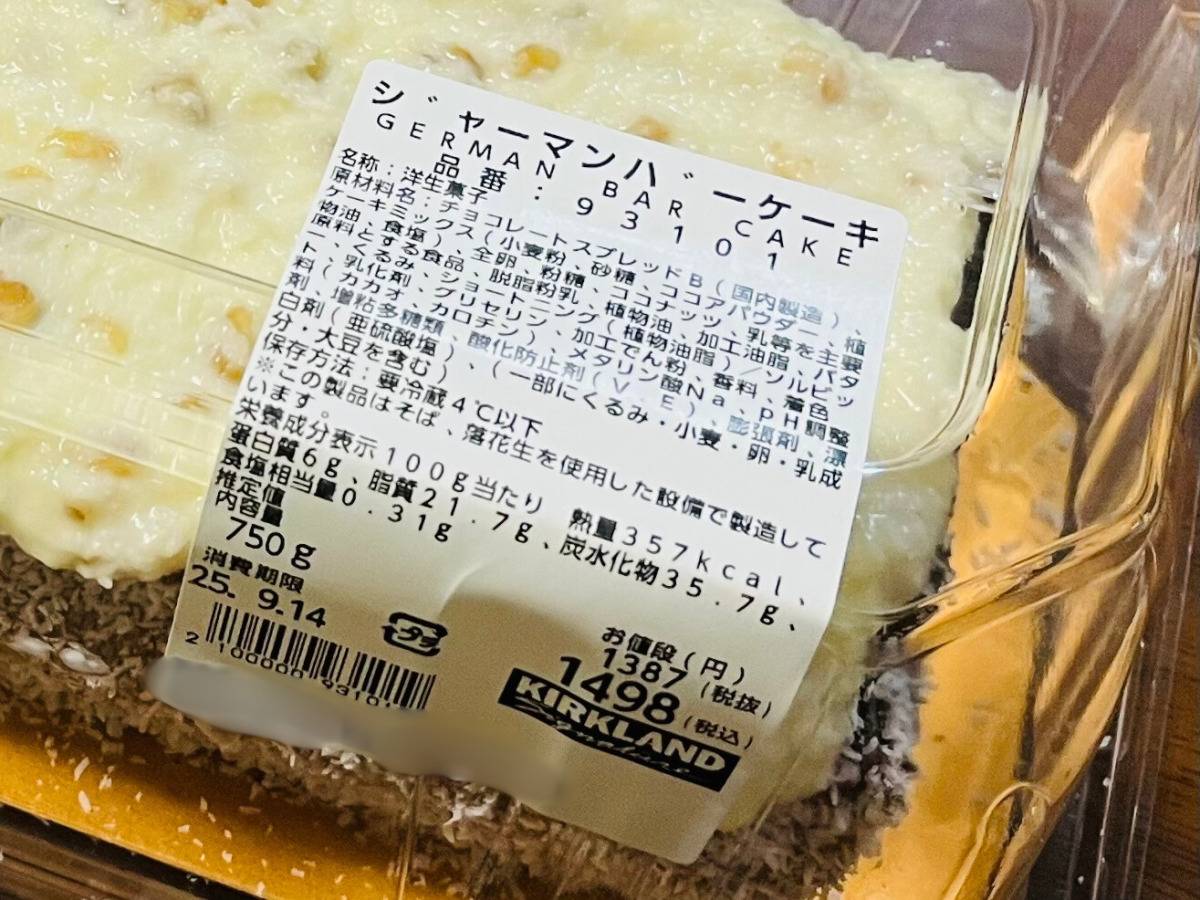 ジャーマンバーケーキ
GERMAN BAR CAKE
品番：93101
名称：洋生菓子
原材料名：チョコレートスプレッドB（国内製造）、
ケーキミックス（小麦粉、砂糖、ココアパウダー、植
物油、食塩）、全卵、粉糖、ココナッツ、乳等を主要
原料とする食品、脱脂粉乳、植物油、加工油脂、バタ
ー、くるみ、ショートニング（植物油脂）／ソルビッ
ト、乳化剤、グリセリン、加工でん粉、香料、着色
料（カカオ、カロチン）、メタリン酸Na、pH調整
剤、増粘多糖類、酸化防止剤（V.E）、膨張剤、漂
白剤（亜硫酸塩）、（一部にくるみ・小麦・卵・乳成
分・大豆を含む）
保存方法：要冷蔵4℃以下
※この製品はそば、落花生を使用した設備で製造して
います。
栄養成分表示100g当たり 熱量357kcal、
蛋白質6g、脂質21.7g、炭水化物35.7g、
食塩相当量0.31g
推定値
内容量
750g
消費期限
25. 9.14
プラ
お値段（円）
1387（税抜）
1498（税込）
2 100000 93101
KIRKLAND
Signature